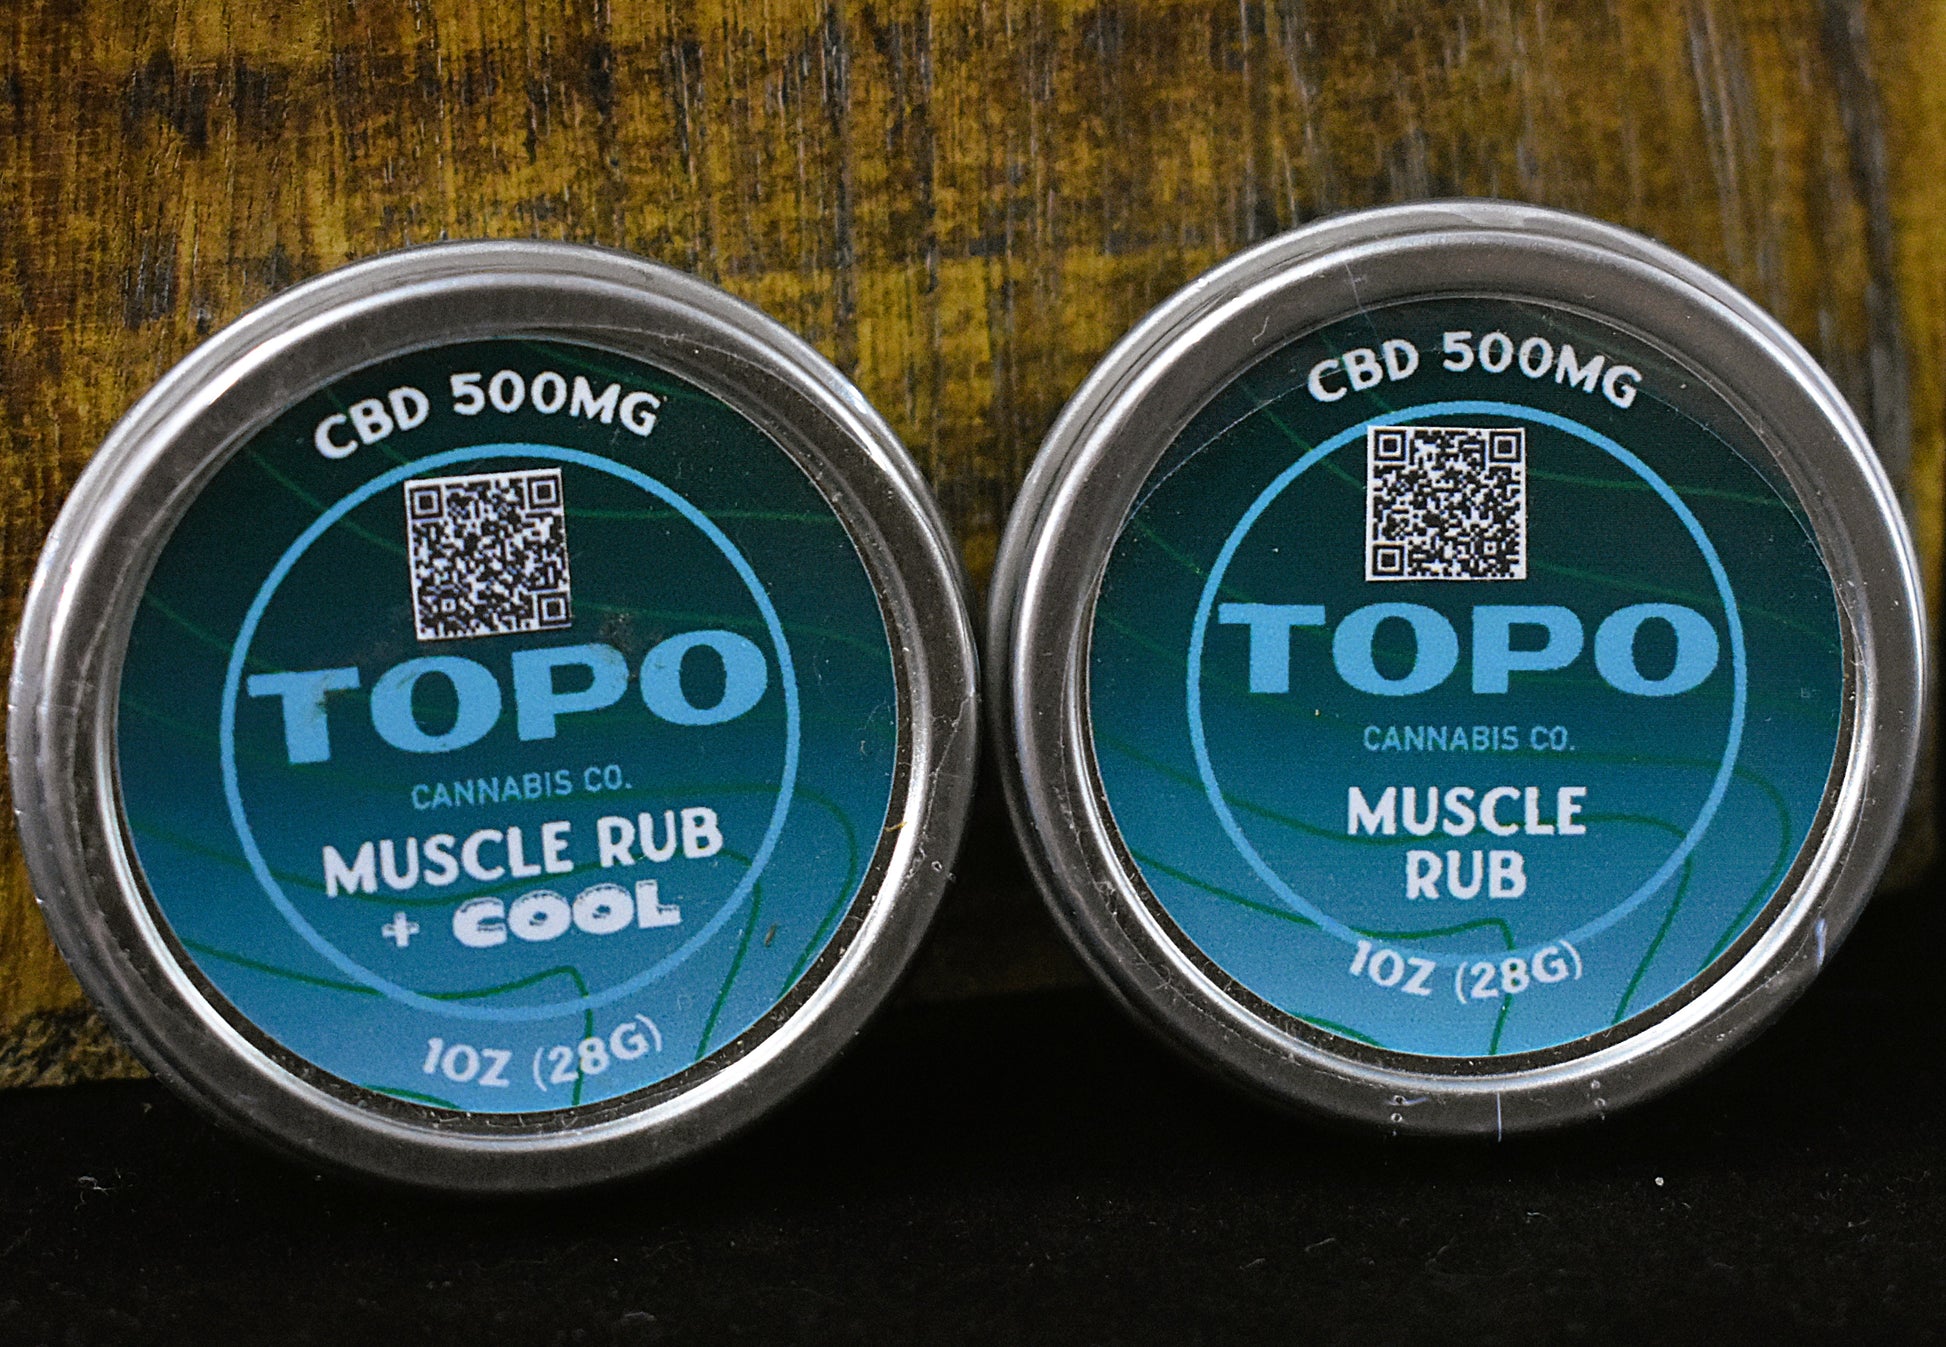 CBD 500MG
TOPO
CANNABIS CO.
MUSCLE RUB
+ COOL
1OZ (28G)
CBD 500MG
TOPO
CANNABIS CO.
MUSCLE
RUB
1OZ (28G)